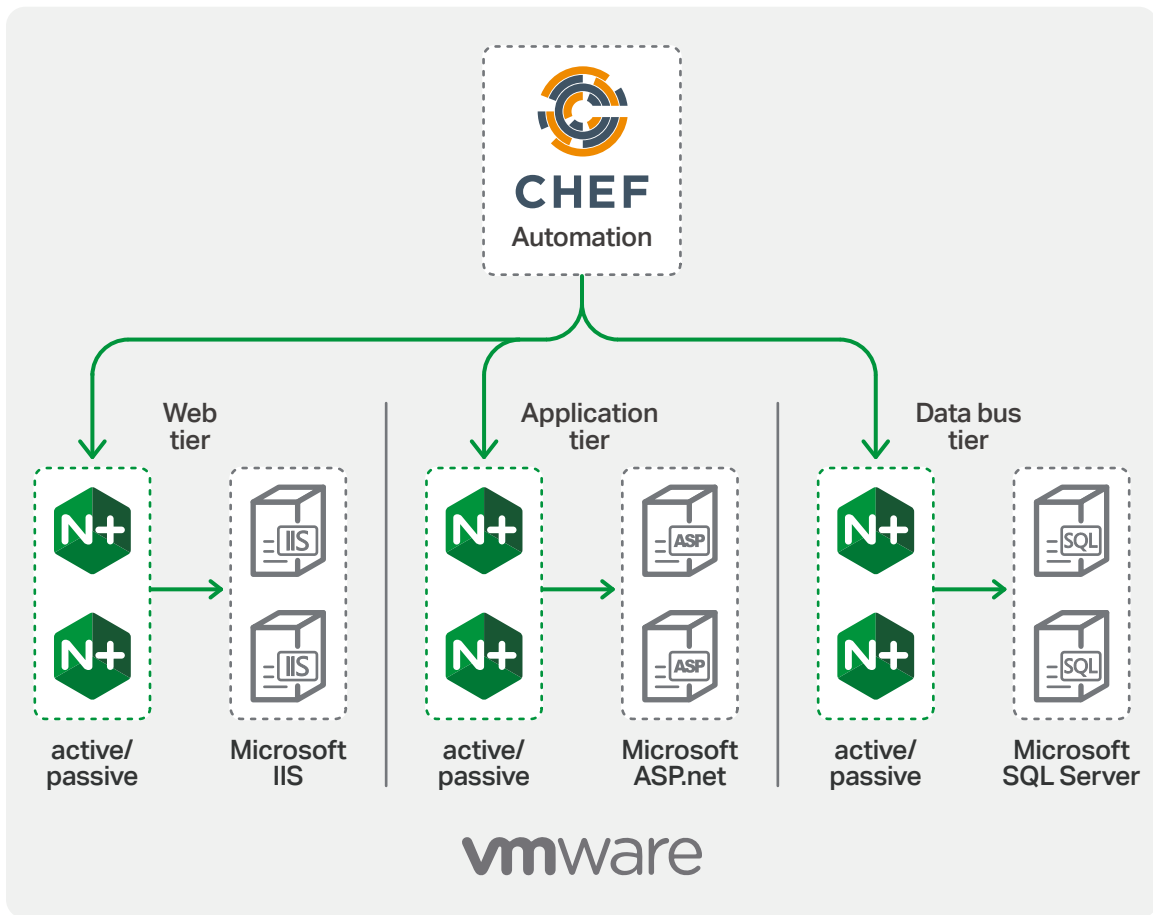 CHEF
Automation
Web
tier
Application
tier
Data bus
tier
N+
IIS
N+
ASP
N+
SQL
N+
IIS
N+
ASP
N+
SQL
active/
passive
Microsoft
IIS
active/
passive
Microsoft
ASP.net
active/
passive
Microsoft
SQL Server
vmware